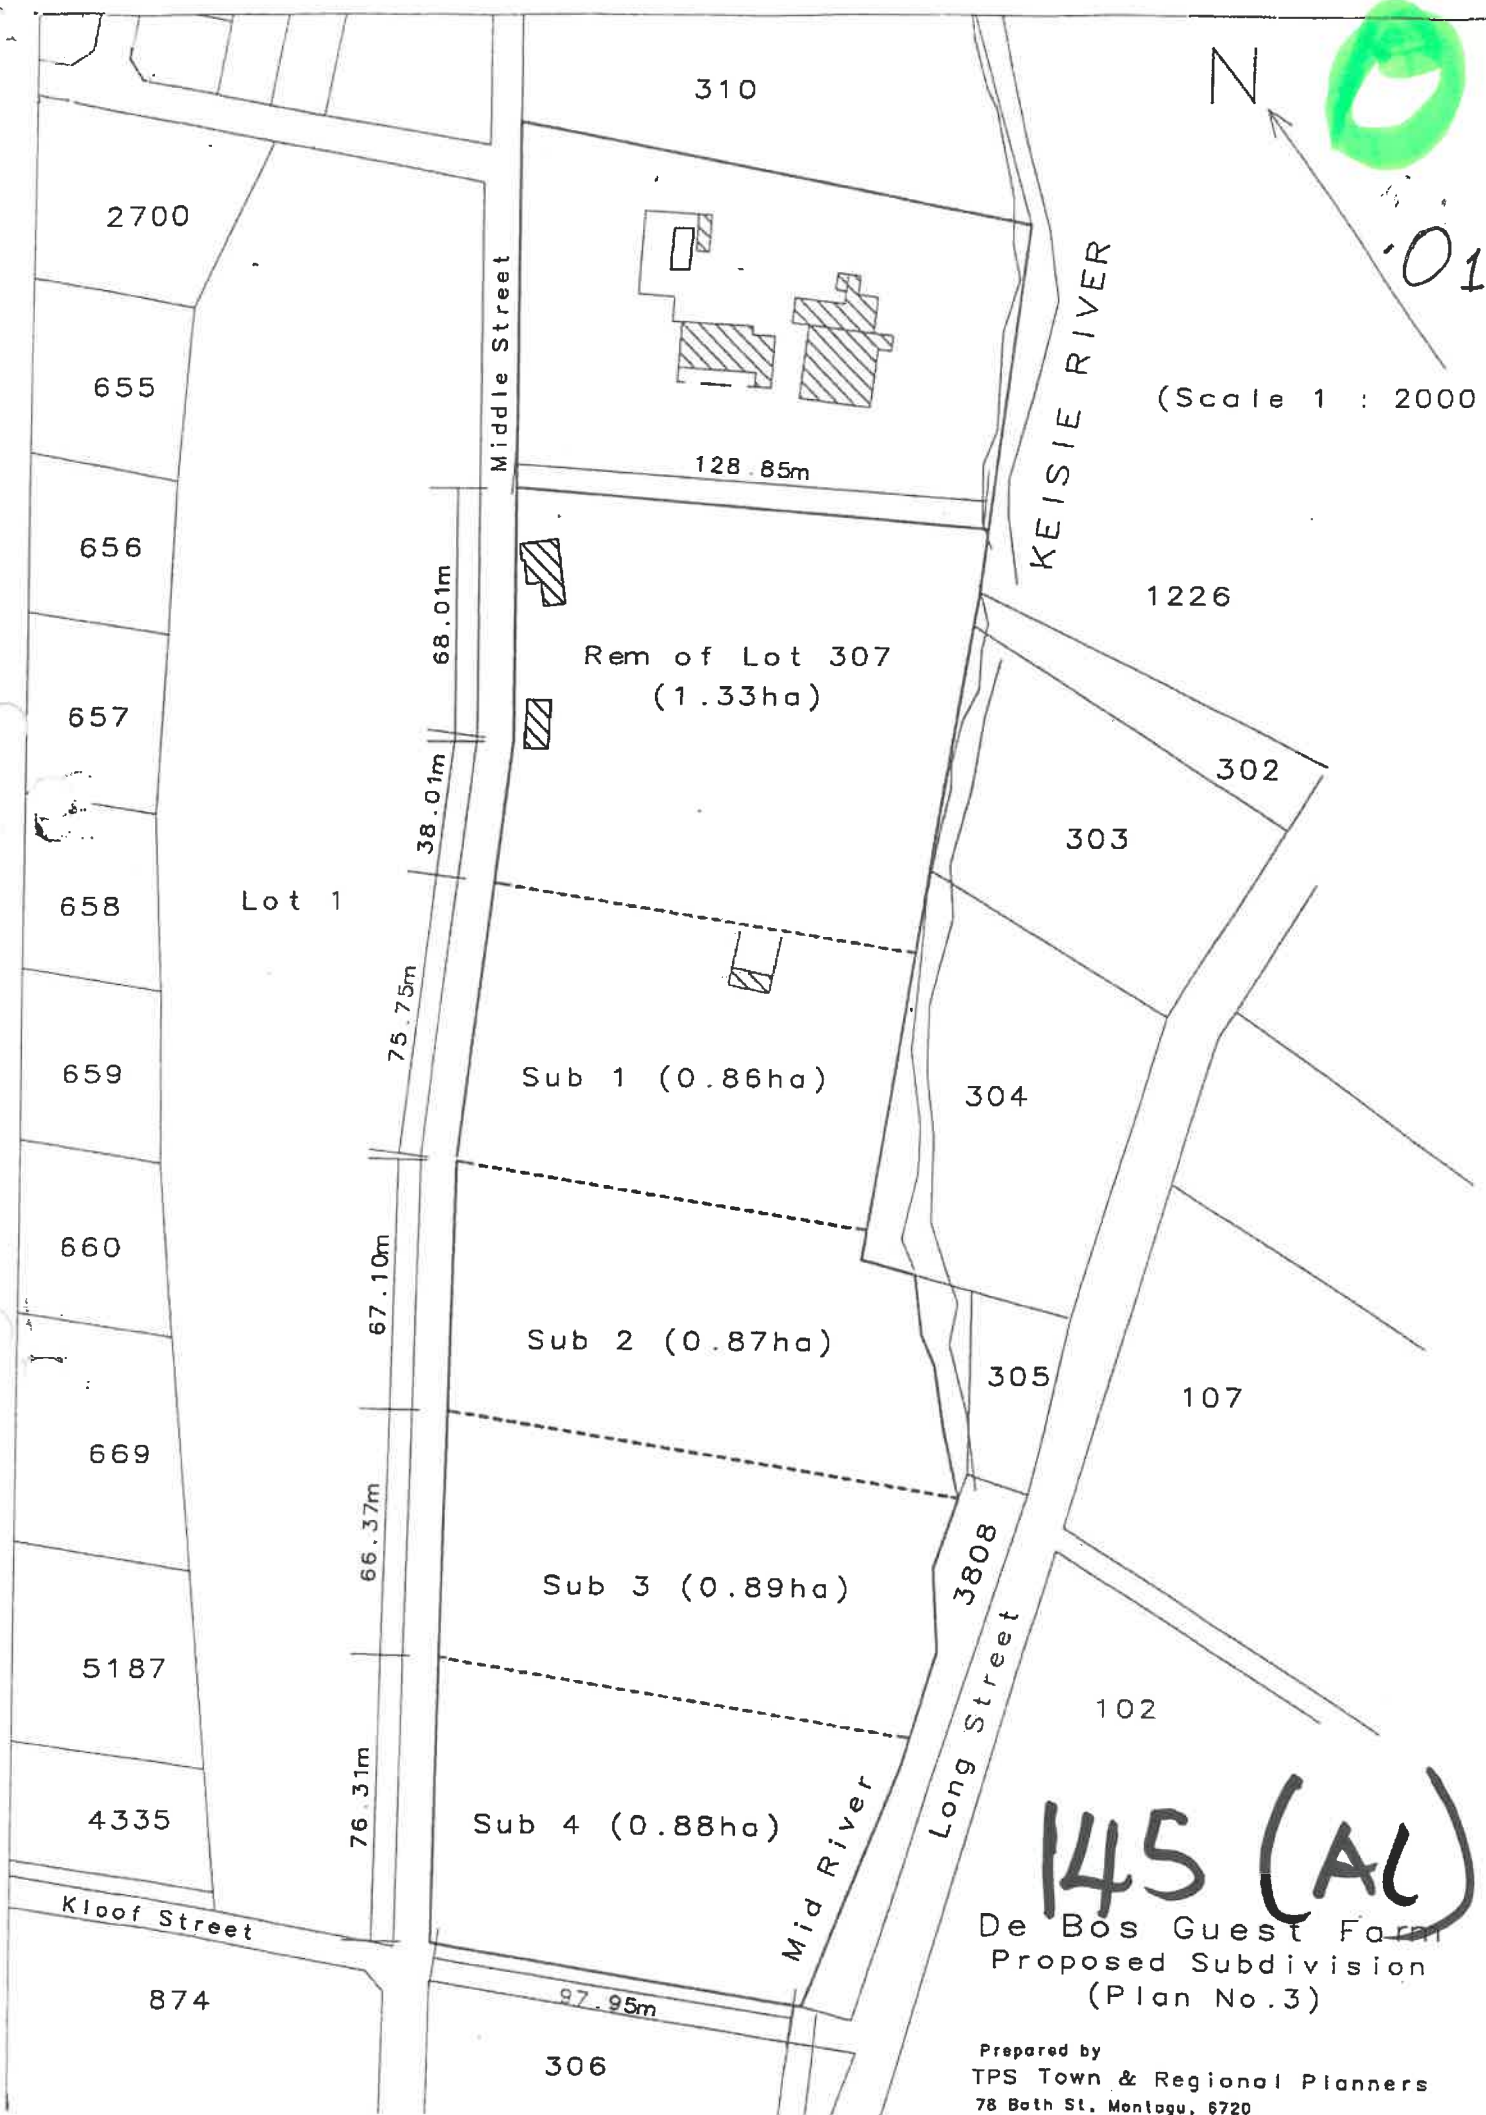 310
N
01
2700
KEISIE RIVER
Middle Street
655
(Scale 1 : 2000
128.85m
656
1226
68.01m
Rem of Lot 307
(1.33ha)
657
302
38.01m
303
658
Lot 1
75.75m
659
Sub 1 (0.86ha)
304
660
67.10m
Sub 2 (0.87ha)
305
107
669
66.37m
3808
Sub 3 (0.89ha)
5187
102
Long Street
76.31m
4335
Sub 4 (0.88ha)
Mid River
145 (AL)
Kloof Street
De Bos Guest Farm
Proposed Subdivision
(Plan No.3)
874
97.95m
306
Prepared by
TPS Town & Regional Planners
78 Bath St, Montagu, 6720